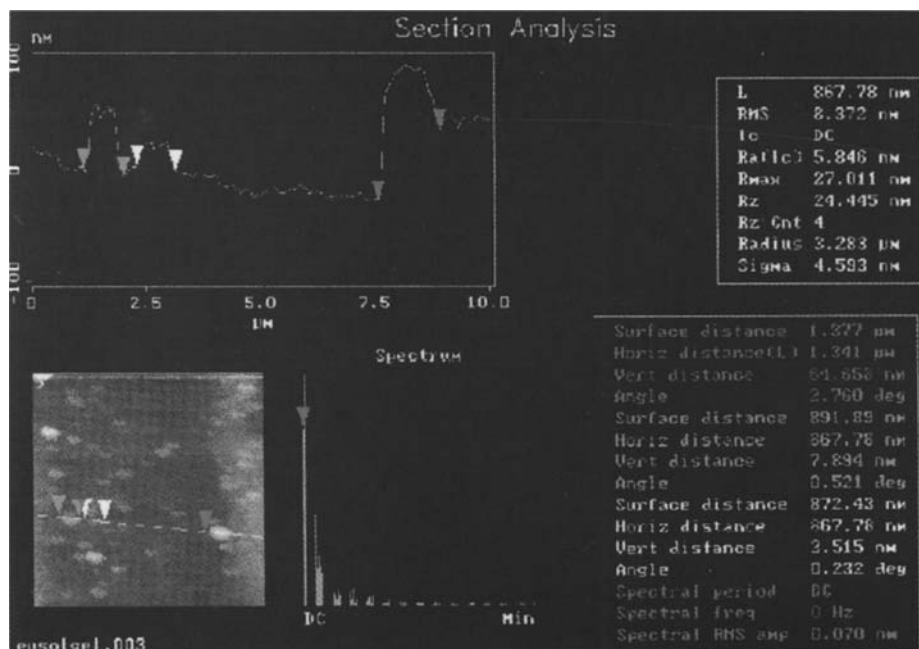 Section Analysis
nm
100
0
-100
0 2.5 5.0 7.5 10.0
µm
L 867.78 nm
RMS 8.372 nm
lc DC
Ra(lc) 5.846 nm
Rmax 27.011 nm
Rz 24.445 nm
Rz Cnt 4
Radius 3.283 µm
Sigma 4.593 nm
Spectrum
DC Min
Surface distance 1.377 µm
Horiz distance(L) 1.341 µm
Vert distance 64.653 nm
Angle 2.760 deg
Surface distance 891.89 nm
Horiz distance 867.78 nm
Vert distance 7.894 nm
Angle 0.521 deg
Surface distance 872.43 nm
Horiz distance 867.78 nm
Vert distance 3.515 nm
Angle 0.232 deg
Spectral period DC
Spectral freq 0 Hz
Spectral RMS amp 0.070 nm
eusolgel.003